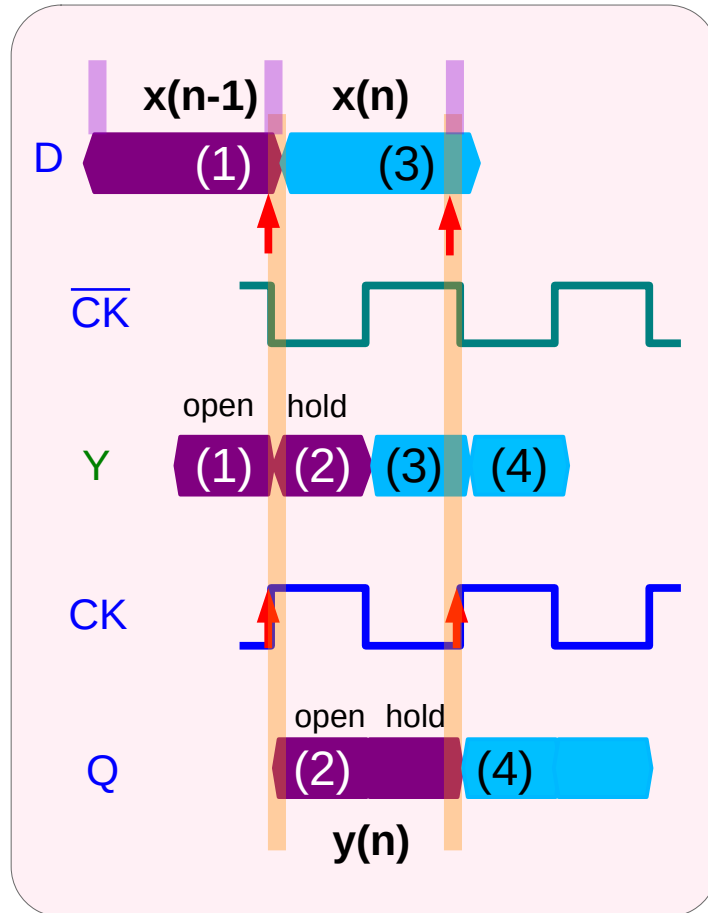 x(n-1) x(n)
D (1) (3)
CK
open hold
Y (1) (2) (3) (4)
CK
open hold
Q (2) (4)
y(n)